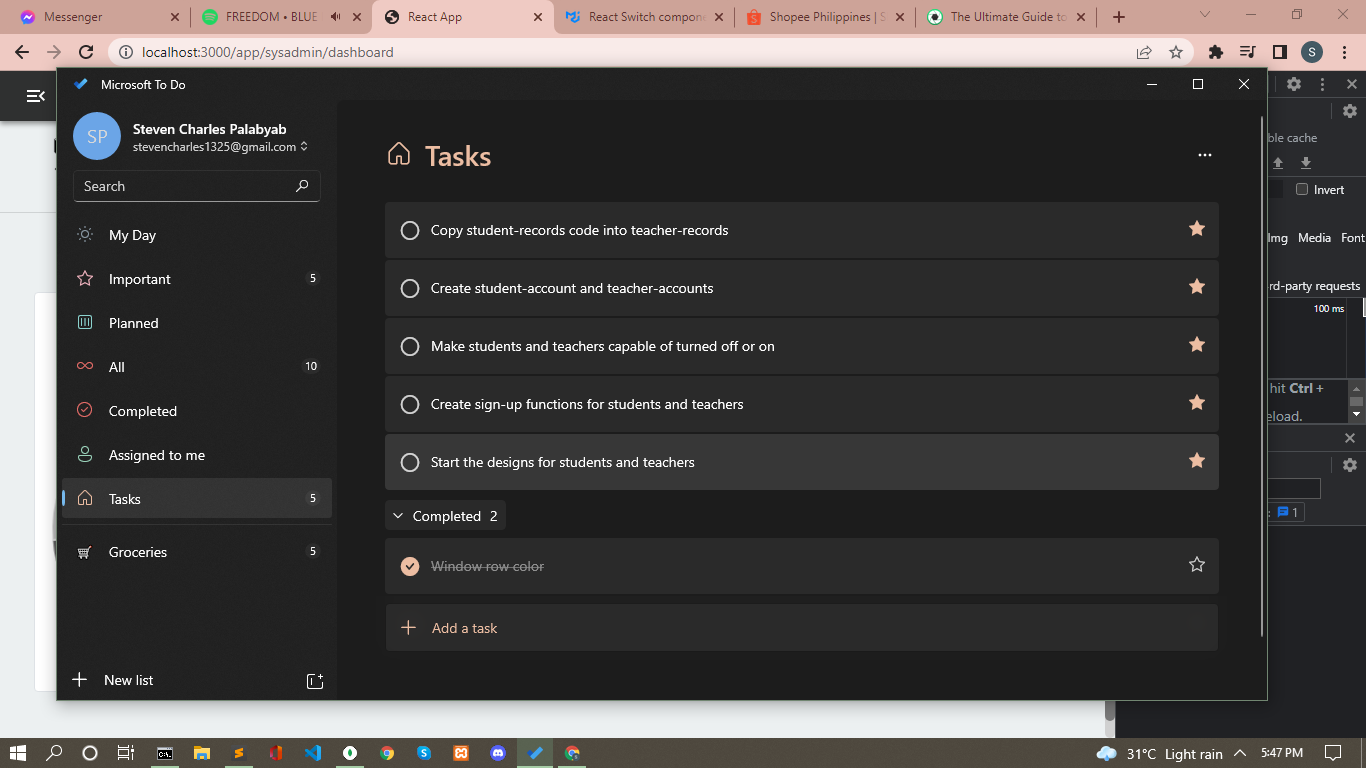 Messenger
FREEDOM • BLUE
React App
React Switch compone
Shopee Philippines | S
The Ultimate Guide to
localhost:3000/app/sysadmin/dashboard
S
Microsoft To Do
SP
Steven Charles Palabyab
stevencharles1325@gmail.com
Search
My Day
Important 5
Planned
All 10
Completed
Assigned to me
Tasks 5
Groceries 5
New list
Tasks
Copy student-records code into teacher-records
Create student-account and teacher-accounts
Make students and teachers capable of turned off or on
Create sign-up functions for students and teachers
Start the designs for students and teachers
Completed 2
Window row color
Add a task
ble cache
Invert
Img Media Font
rd-party requests
100 ms
hit Ctrl +
eload.
: 1
31°C Light rain
5:47 PM